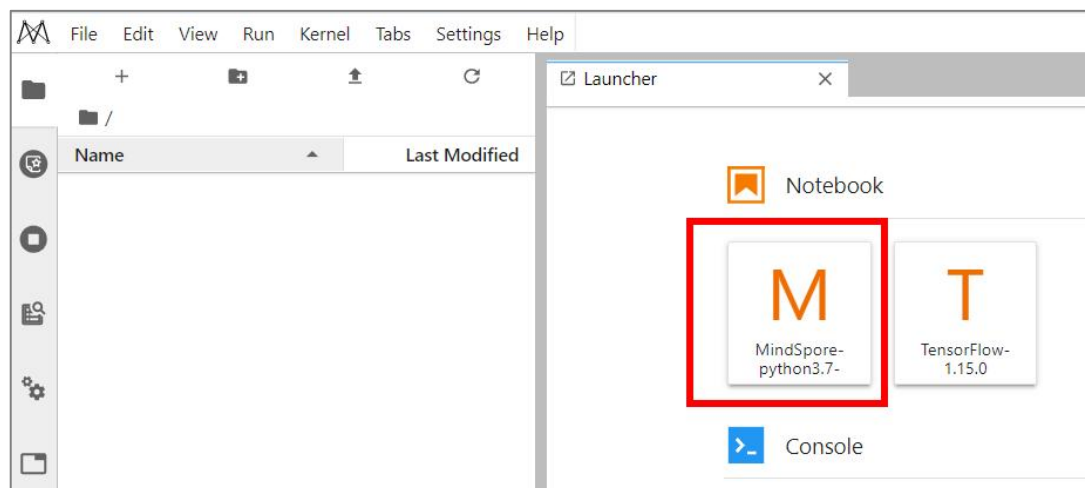 File Edit View Run Kernel Tabs Settings Help
Launcher
/
Name Last Modified
Notebook
M
MindSpore-
python3.7-
T
TensorFlow-
1.15.0
Console